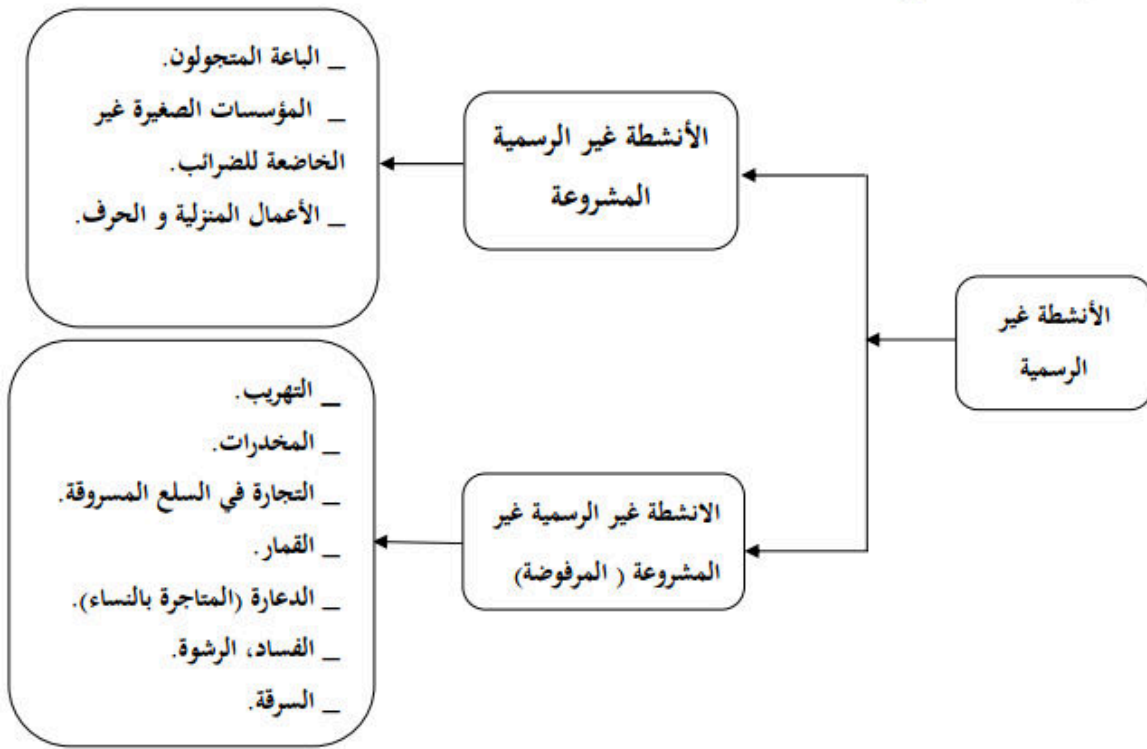 الأنشطة غير
الرسمية
الأنشطة غير الرسمية
المشروعة
_ الباعة المتجولون.
_ المؤسسات الصغيرة غير
الخاضعة للضرائب.
_ الأعمال المنزلية و الحرف.
الانشطة غير الرسمية غير
المشروعة ( المرفوضة)
_ التهريب.
_ المخدرات.
_ التجارة في السلع المسروقة.
_ القمار.
_ الدعارة (المتاجرة بالنساء).
_ الفساد، الرشوة.
_ السرقة.